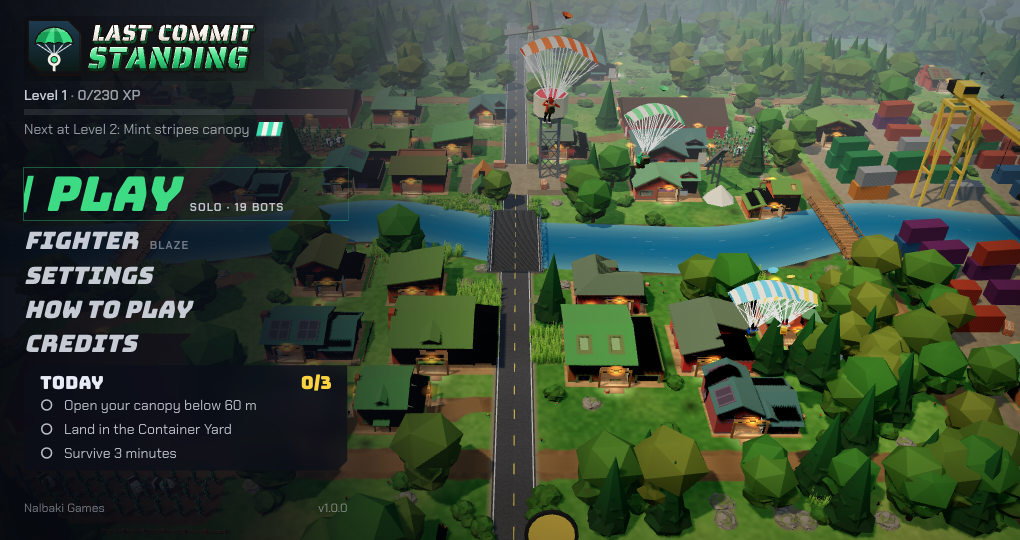 LAST COMMIT
STANDING
Level 1 · 0/230 XP
Next at Level 2: Mint stripes canopy
PLAY SOLO · 19 BOTS
FIGHTER BLAZE
SETTINGS
HOW TO PLAY
CREDITS
TODAY 0/3
Open your canopy below 60 m
Land in the Container Yard
Survive 3 minutes
Nalbaki Games v1.0.0